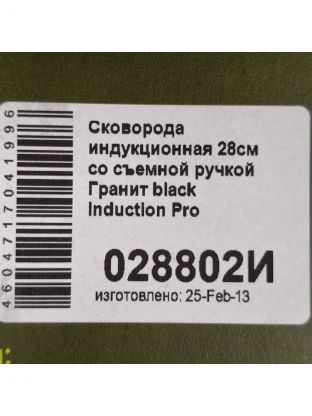 Сковорода
индукционная 28см
со съемной ручкой
Гранит black
Induction Pro
028802И
изготовлено: 25-Feb-13
4604717041996